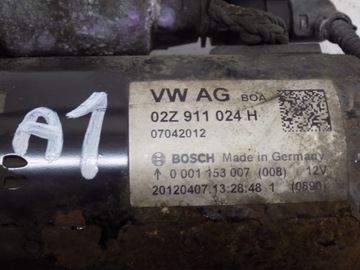 A1
VW AG BOA
02Z 911 024 H
07042012
BOSCH Made in Germany
↑ 0 001 153 007 (008) 12V
20120407.13:28:48 1 (0890)